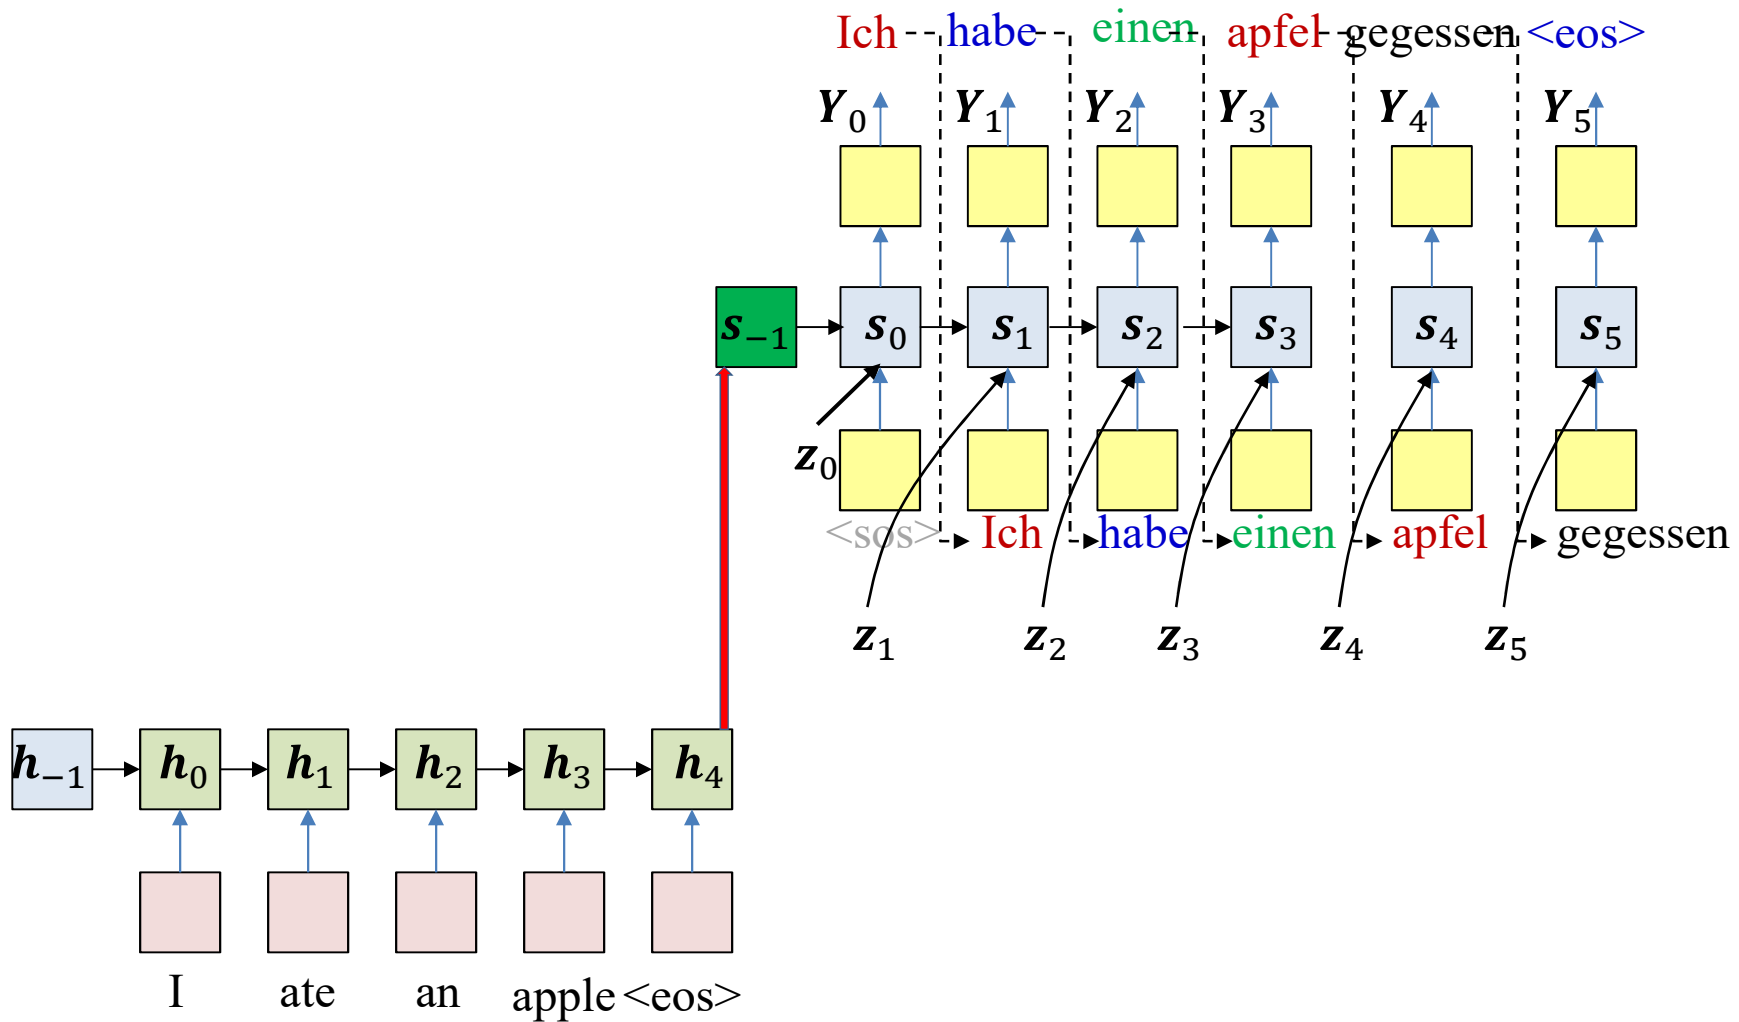 Ich habe einen apfel gegessen <eos>
Y₀ Y₁ Y₂ Y₃ Y₄ Y₅
s₋₁ s₀ s₁ s₂ s₃ s₄ s₅
z₀
<sos> Ich habe einen apfel gegessen
z₁ z₂ z₃ z₄ z₅
h₋₁ h₀ h₁ h₂ h₃ h₄
I ate an apple <eos>